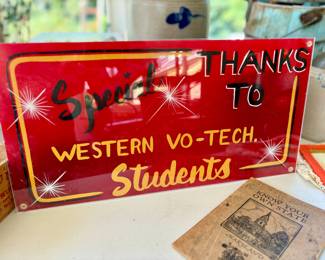 Special THANKS
TO
WESTERN VO-TECH.
Students
KNOW YOUR
OWN STATE